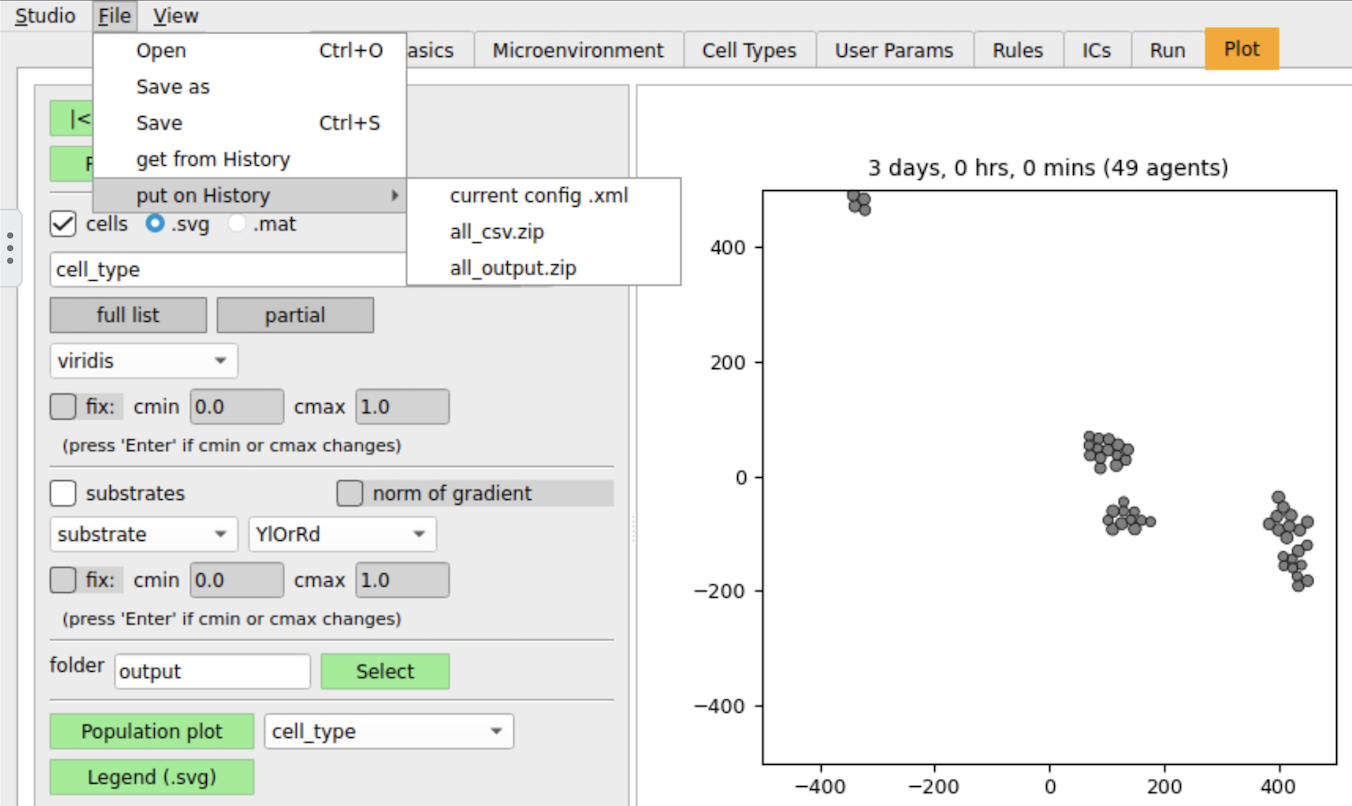 Studio File View
Open Ctrl+O
asics Microenvironment Cell Types User Params Rules ICs Run Plot
Save as
|<
Save Ctrl+S
get from History
put on History
current config .xml
all_csv.zip
all_output.zip
cells .svg .mat
cell_type
full list partial
viridis
fix: cmin 0.0 cmax 1.0
(press 'Enter' if cmin or cmax changes)
substrates norm of gradient
substrate YlOrRd
fix: cmin 0.0 cmax 1.0
(press 'Enter' if cmin or cmax changes)
folder output Select
Population plot cell_type
Legend (.svg)
3 days, 0 hrs, 0 mins (49 agents)
400
200
0
−200
−400
−400 −200 0 200 400